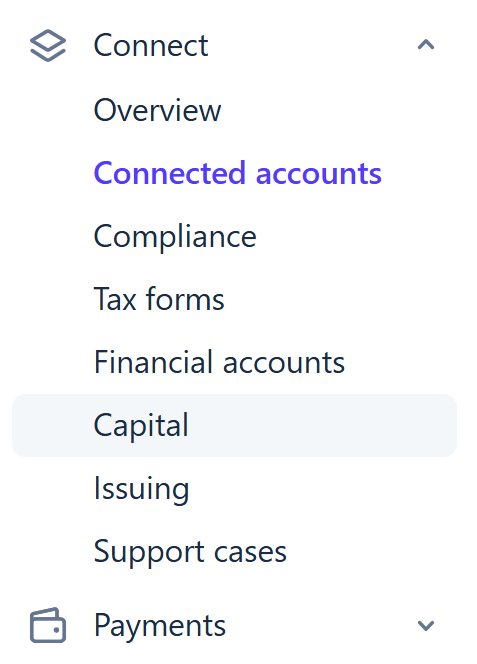 Connect
Overview
Connected accounts
Compliance
Tax forms
Financial accounts
Capital
Issuing
Support cases
Payments